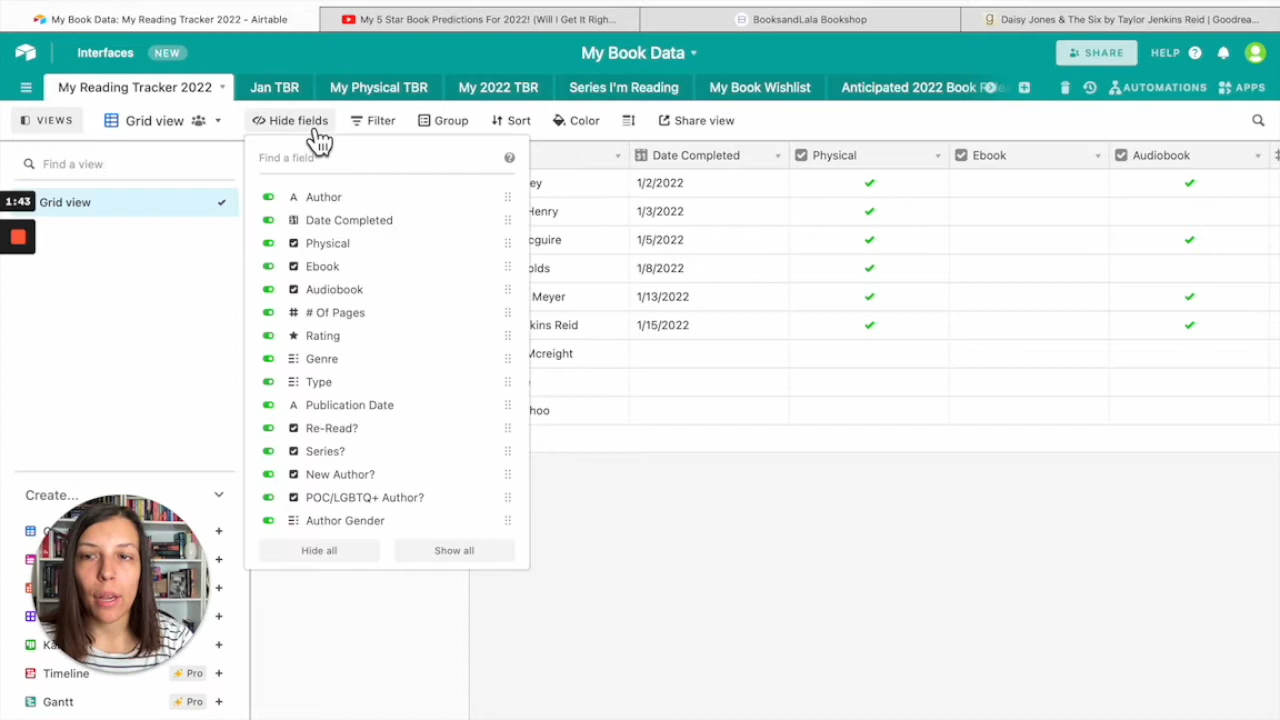 My Book Data: My Reading Tracker 2022 - Airtable
My 5 Star Book Predictions For 2022! (Will I Get It Righ...
BooksandLala Bookshop
Daisy Jones & The Six by Taylor Jenkins Reid | Goodrea...
Interfaces NEW
My Book Data
SHARE
HELP
My Reading Tracker 2022
Jan TBR
My Physical TBR
My 2022 TBR
Series I'm Reading
My Book Wishlist
Anticipated 2022 Book
AUTOMATIONS
APPS
VIEWS
Grid view
Hide fields
Filter
Group
Sort
Color
Share view
Find a view
Grid view
1:43
Find a field
Author
Date Completed
Physical
Ebook
Audiobook
# Of Pages
Rating
Genre
Type
Publication Date
Re-Read?
Series?
New Author?
POC/LGBTQ+ Author?
Author Gender
Hide all
Show all
Date Completed
Physical
Ebook
Audiobook
ey 1/2/2022
Henry 1/3/2022
cguire 1/5/2022
olds 1/8/2022
Meyer 1/13/2022
kins Reid 1/15/2022
Mcreight
hoo
Create...
Timeline Pro
Gantt Pro